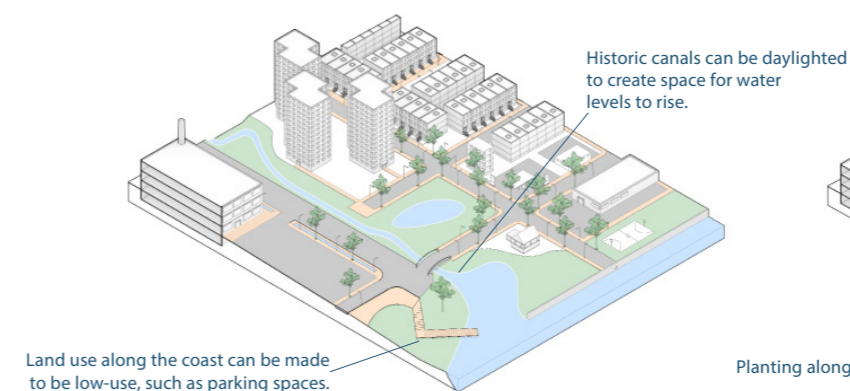 Historic canals can be daylighted
to create space for water
levels to rise.
Land use along the coast can be made
to be low-use, such as parking spaces.
Planting along